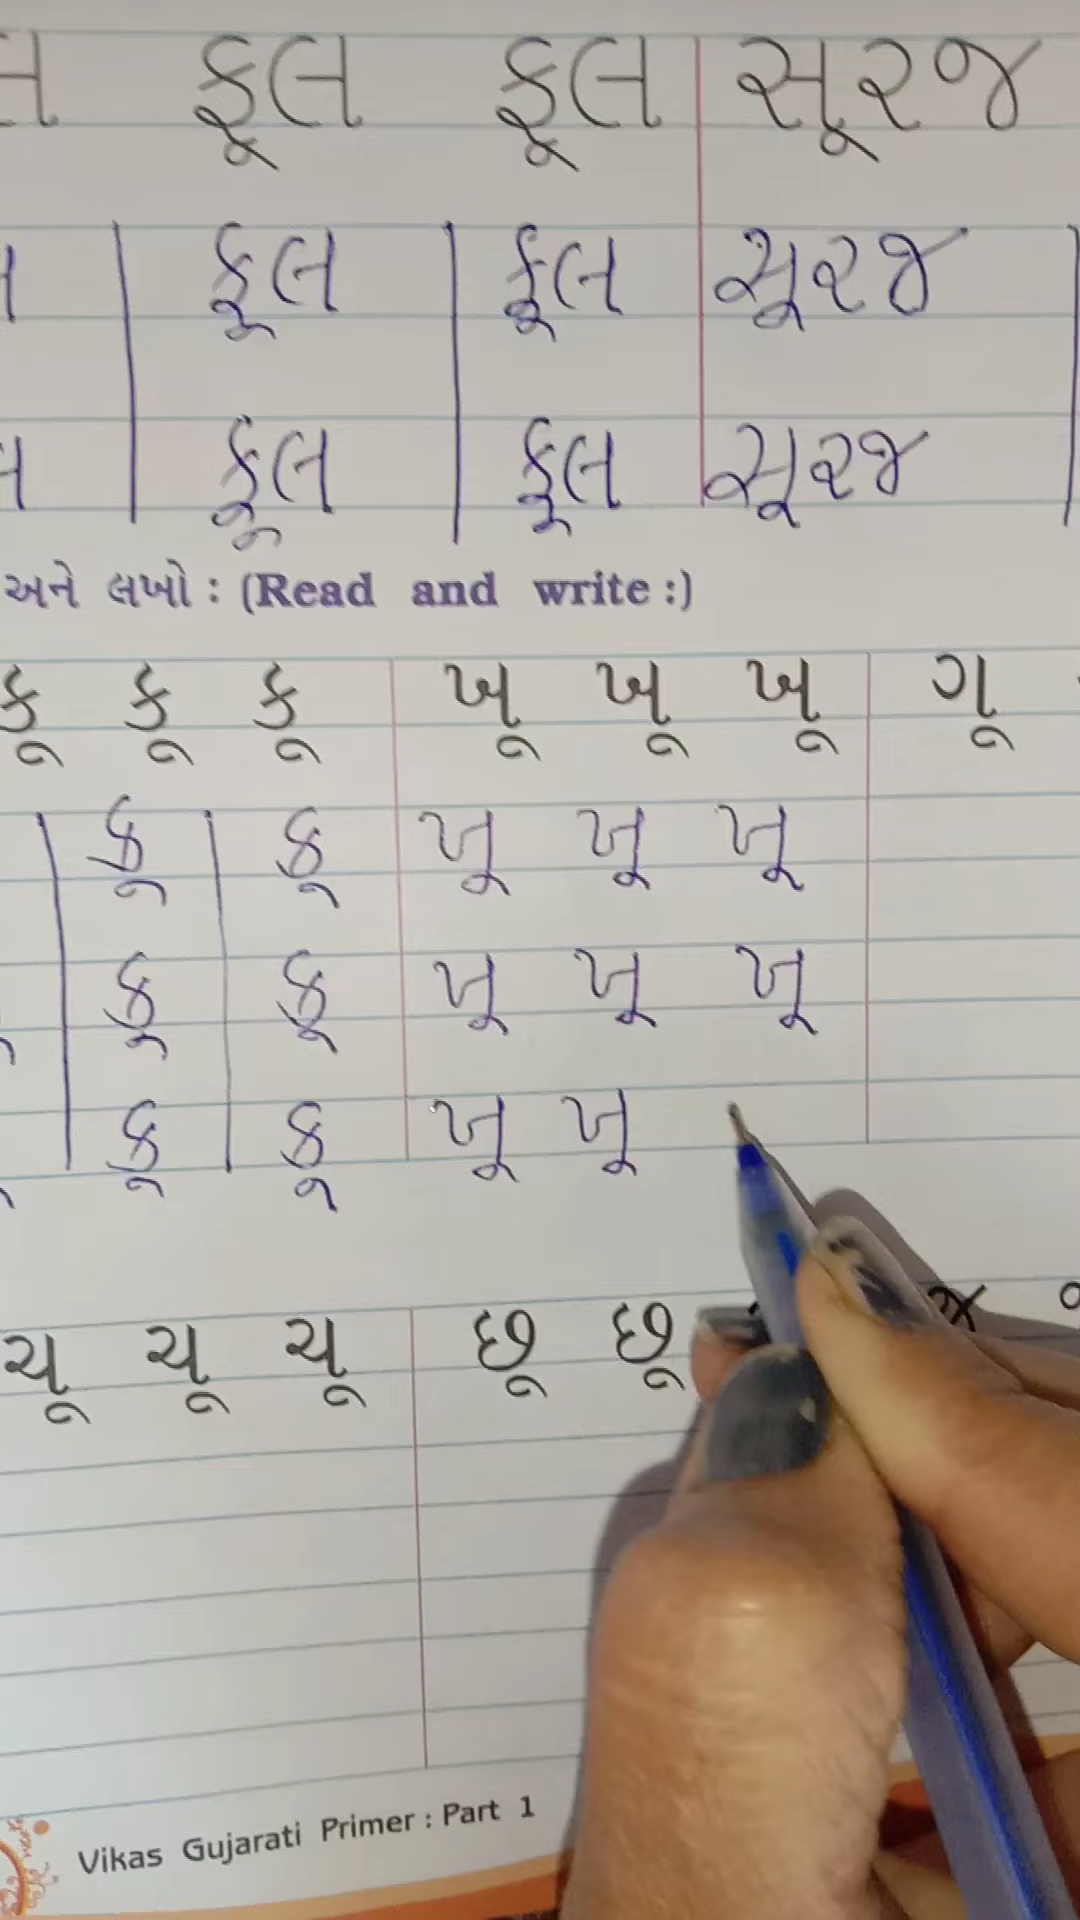 ફૂલ ફૂલ સૂરજ
ફૂલ ફૂલ સૂરજ
ફૂલ ફૂલ સૂરજ
અને લખો : (Read and write :)
કૂ કૂ કૂ ખૂ ખૂ ખૂ ગૂ
કૂ કૂ ખૂ ખૂ ખૂ
કૂ કૂ ખૂ ખૂ ખૂ
કૂ કૂ ખૂ ખૂ
ચૂ ચૂ ચૂ છૂ છૂ
Vikas Gujarati Primer : Part 1